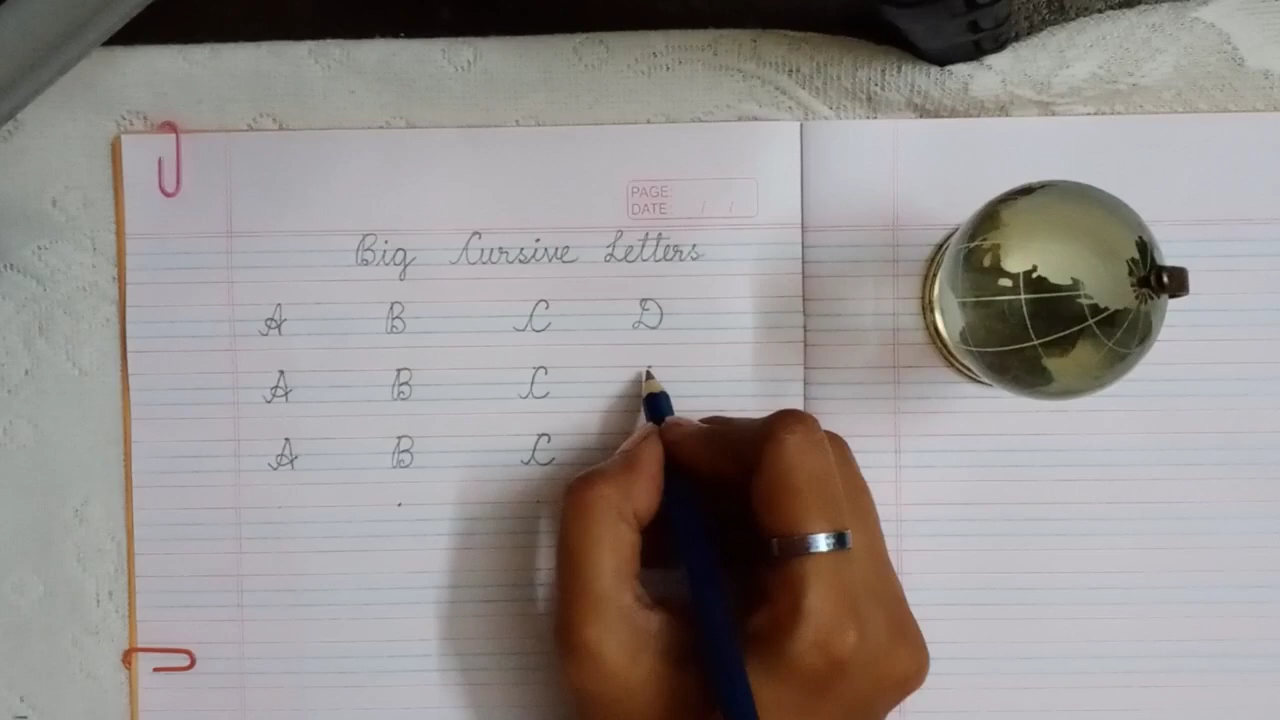 PAGE:
DATE: / /
Big Cursive Letters
A B C D
A B C
A B C